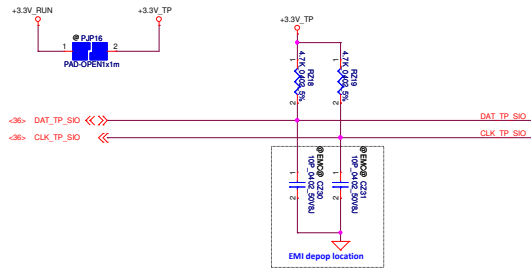 +3.3V_RUN
+3.3V_TP
@ PJP16
1
2
PAD-OPEN1x1m
+3.3V_TP
1
4.7K_0402_5%
RZ18
2
1
4.7K_0402_5%
RZ19
2
<36> DAT_TP_SIO
DAT_TP_SIO
<36> CLK_TP_SIO
CLK_TP_SIO
1
@EMC@ CZ30
10P_0402_50V8J
2
1
@EMC@ CZ31
10P_0402_50V8J
2
EMI depop location